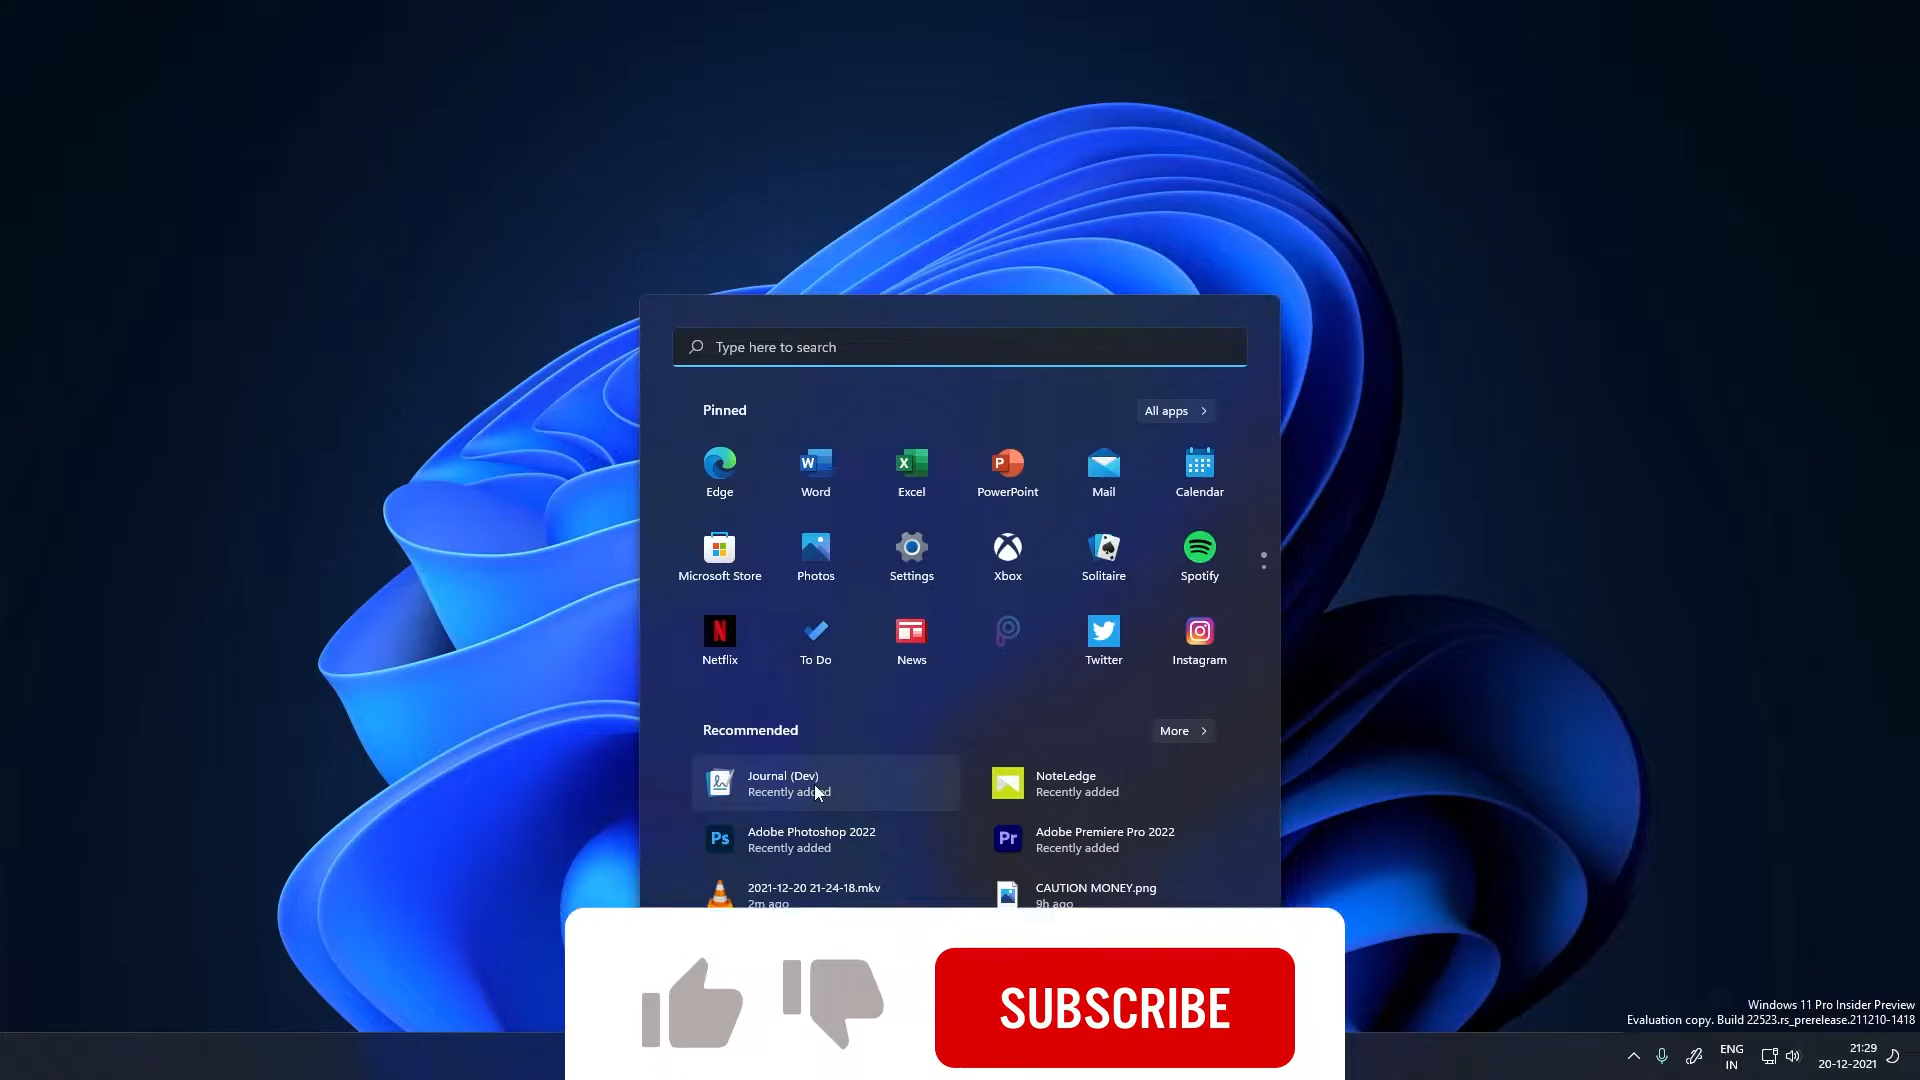 Type here to search
Pinned
All apps
Edge
Word
Excel
PowerPoint
Mail
Calendar
Microsoft Store
Photos
Settings
Xbox
Solitaire
Spotify
Netflix
To Do
News
Twitter
Instagram
Recommended
More
Journal (Dev)
Recently added
NoteLedge
Recently added
Ps
Adobe Photoshop 2022
Recently added
Pr
Adobe Premiere Pro 2022
Recently added
2021-12-20 21-24-18.mkv
2m ago
CAUTION MONEY.png
9h ago
SUBSCRIBE
Windows 11 Pro Insider Preview
Evaluation copy. Build 22523.rs_prerelease.211210-1418
ENG
IN
21:29
20-12-2021